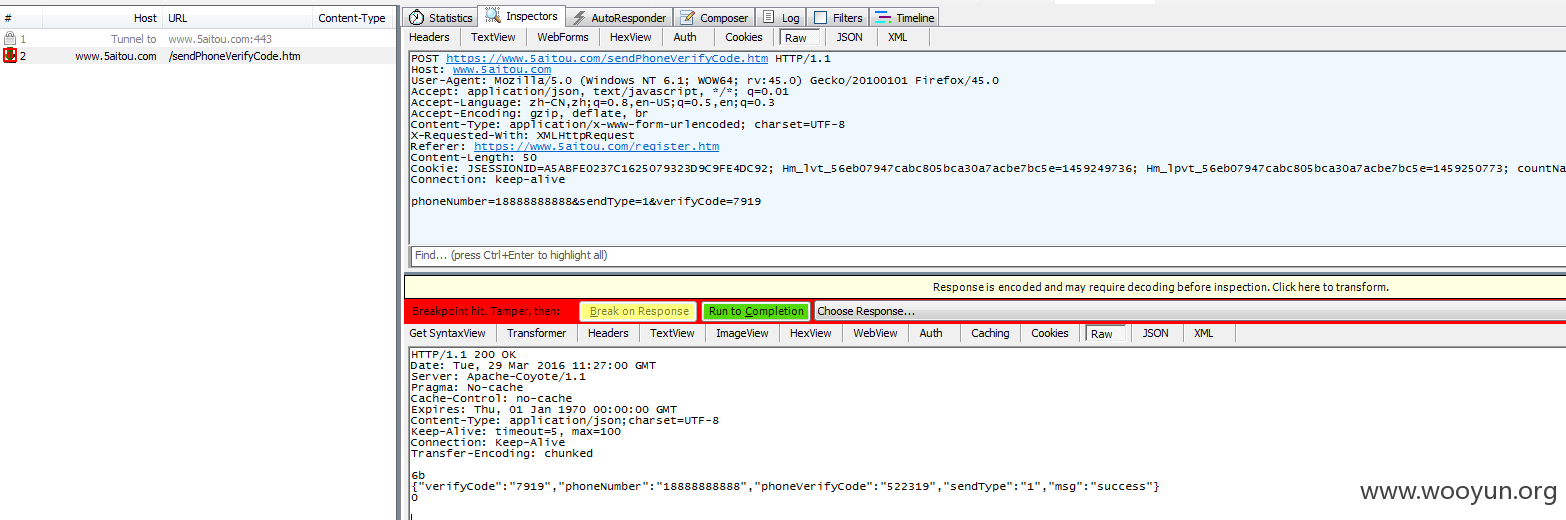 # Host URL Content-Type
1 Tunnel to www.5aitou.com:443
2 www.5aitou.com /sendPhoneVerifyCode.htm
Statistics Inspectors AutoResponder Composer Log Filters Timeline
Headers TextView WebForms HexView Auth Cookies Raw JSON XML
POST https://www.5aitou.com/sendPhoneVerifyCode.htm HTTP/1.1
Host: www.5aitou.com
User-Agent: Mozilla/5.0 (Windows NT 6.1; WOW64; rv:45.0) Gecko/20100101 Firefox/45.0
Accept: application/json, text/javascript, */*; q=0.01
Accept-Language: zh-CN,zh;q=0.8,en-US;q=0.5,en;q=0.3
Accept-Encoding: gzip, deflate, br
Content-Type: application/x-www-form-urlencoded; charset=UTF-8
X-Requested-With: XMLHttpRequest
Referer: https://www.5aitou.com/register.htm
Content-Length: 50
Cookie: JSESSIONID=A5A8FE0237C1625079323D9C9FE4DC92; Hm_lvt_56eb07947cabc805bca30a7acbe7bc5e=1459249736; Hm_lpvt_56eb07947cabc805bca30a7acbe7bc5e=1459250773; countNa
Connection: keep-alive
phoneNumber=18888888888&sendType=1&verifyCode=7919
Find... (press Ctrl+Enter to highlight all)
Response is encoded and may require decoding before inspection. Click here to transform.
Breakpoint hit. Tamper, then: Break on Response Run to Completion Choose Response...
Get SyntaxView Transformer Headers TextView ImageView HexView WebView Auth Caching Cookies Raw JSON XML
HTTP/1.1 200 OK
Date: Tue, 29 Mar 2016 11:27:00 GMT
Server: Apache-Coyote/1.1
Pragma: No-cache
Cache-Control: no-cache
Expires: Thu, 01 Jan 1970 00:00:00 GMT
Content-Type: application/json;charset=UTF-8
Keep-Alive: timeout=5, max=100
Connection: Keep-Alive
Transfer-Encoding: chunked
6b
{"verifyCode":"7919","phoneNumber":"18888888888","phoneVerifyCode":"522319","sendType":"1","msg":"success"}
0
www.wooyun.org